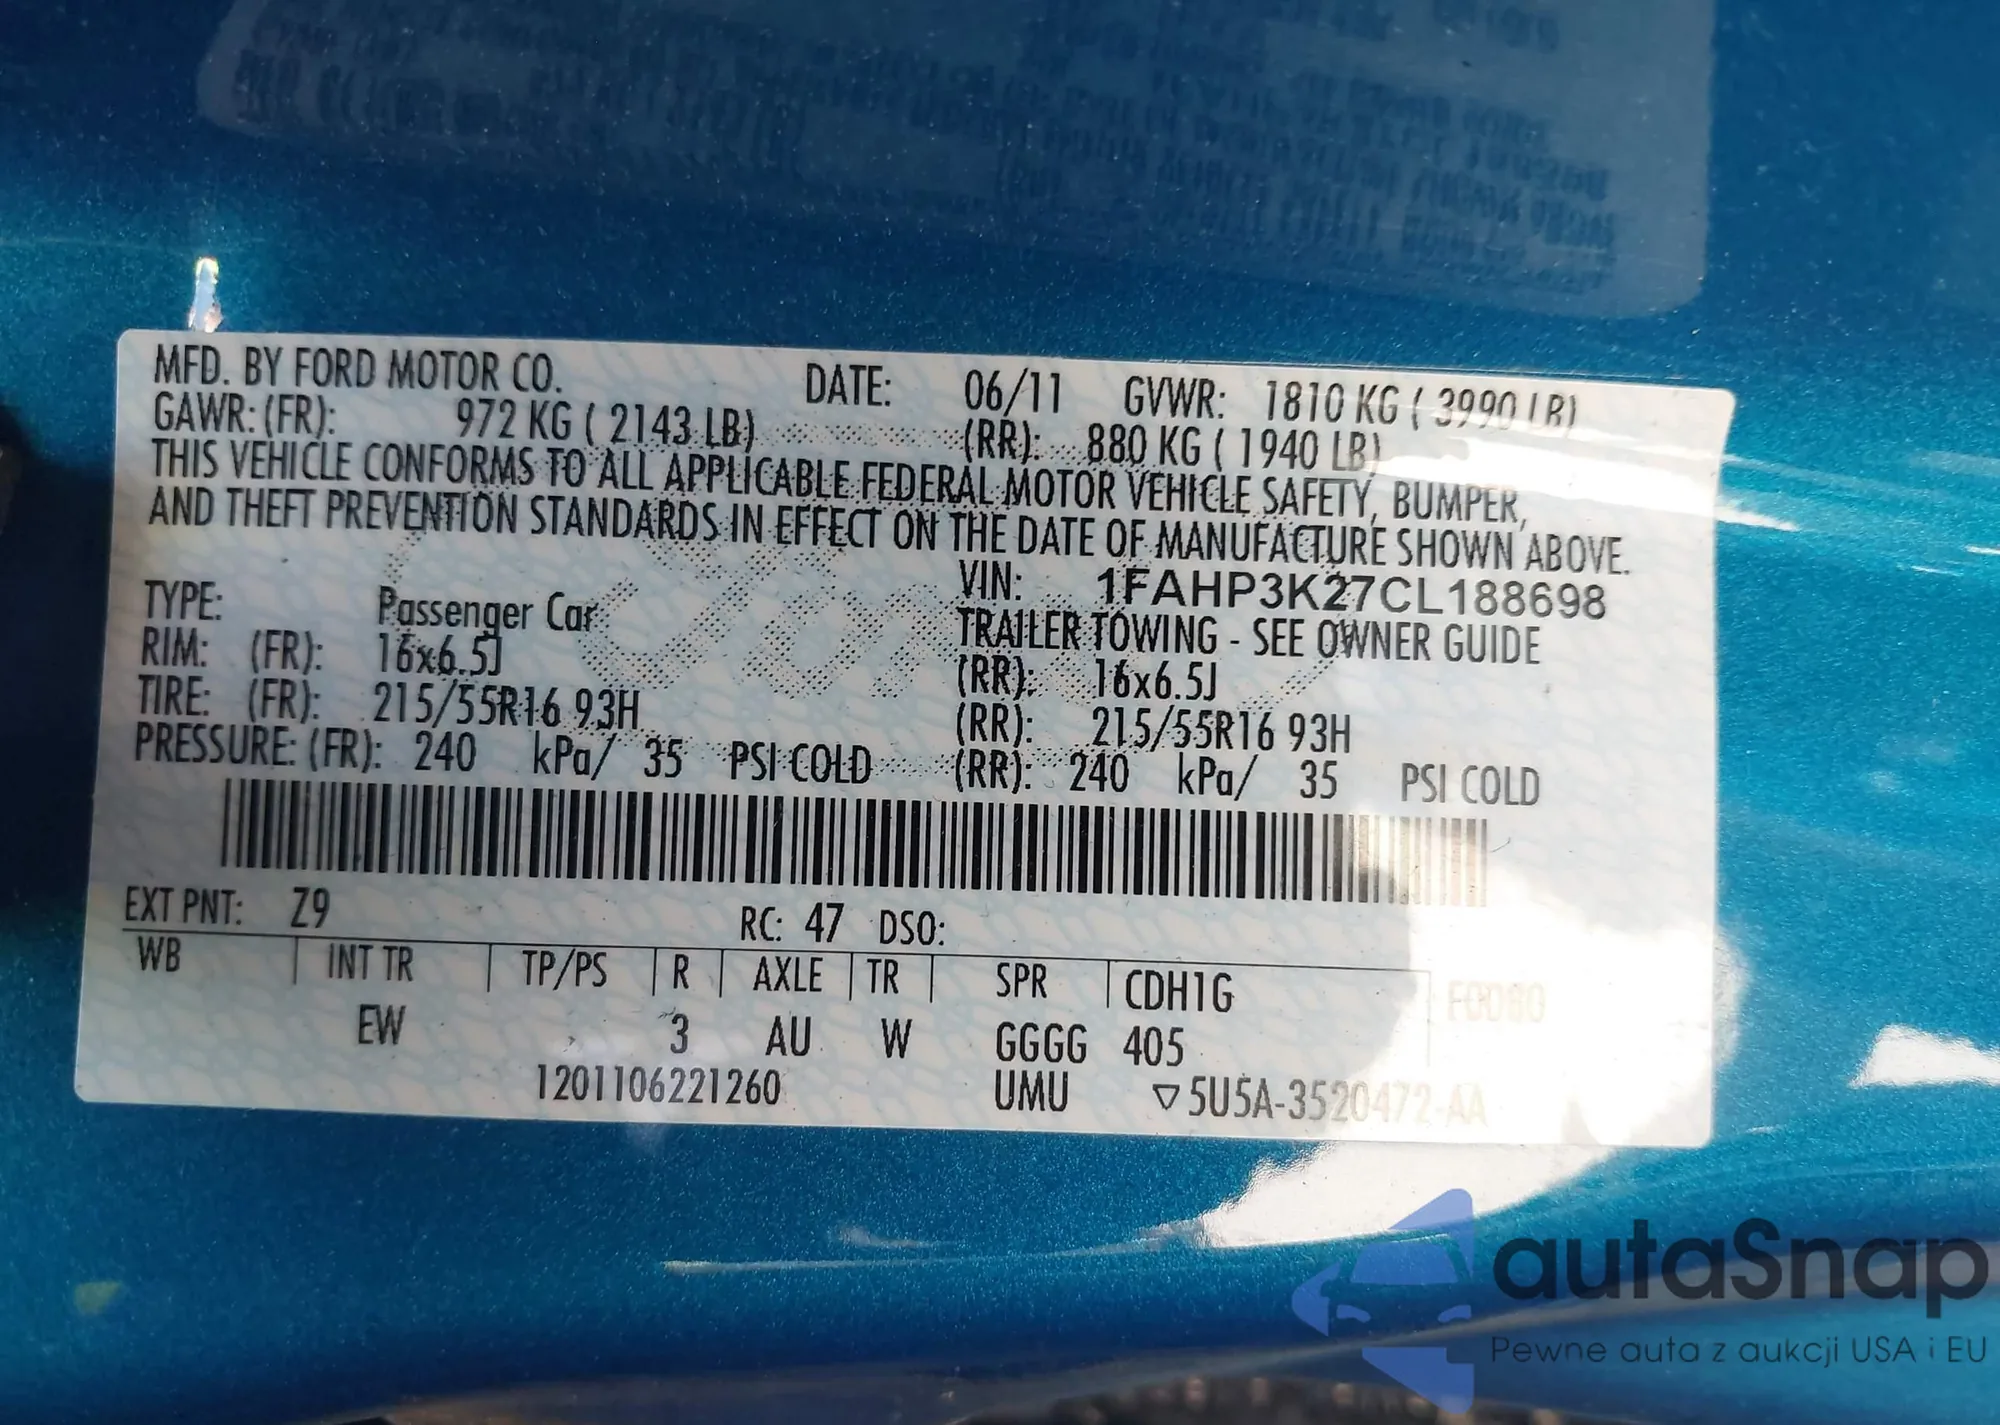 MFD. BY FORD MOTOR CO. DATE: 06/11 GVWR: 1810 KG ( 3990 LB)
GAWR: (FR): 972 KG ( 2143 LB) (RR): 880 KG ( 1940 LB)
THIS VEHICLE CONFORMS TO ALL APPLICABLE FEDERAL MOTOR VEHICLE SAFETY, BUMPER,
AND THEFT PREVENTION STANDARDS IN EFFECT ON THE DATE OF MANUFACTURE SHOWN ABOVE.
VIN: 1FAHP3K27CL188698
TYPE: Passenger Car TRAILER TOWING - SEE OWNER GUIDE
RIM: (FR): 16x6.5J (RR): 16x6.5J
TIRE: (FR): 215/55R16 93H (RR): 215/55R16 93H
PRESSURE: (FR): 240 kPa/ 35 PSI COLD (RR): 240 kPa/ 35 PSI COLD
EXT PNT: Z9 RC: 47 DSO:
WB INT TR TP/PS R AXLE TR SPR CDH1G
EW 3 AU W GGGG 405
1201106221260 UMU ▽5U5A-3520472-AA
autaSnap
Pewne auta z aukcji USA i EU